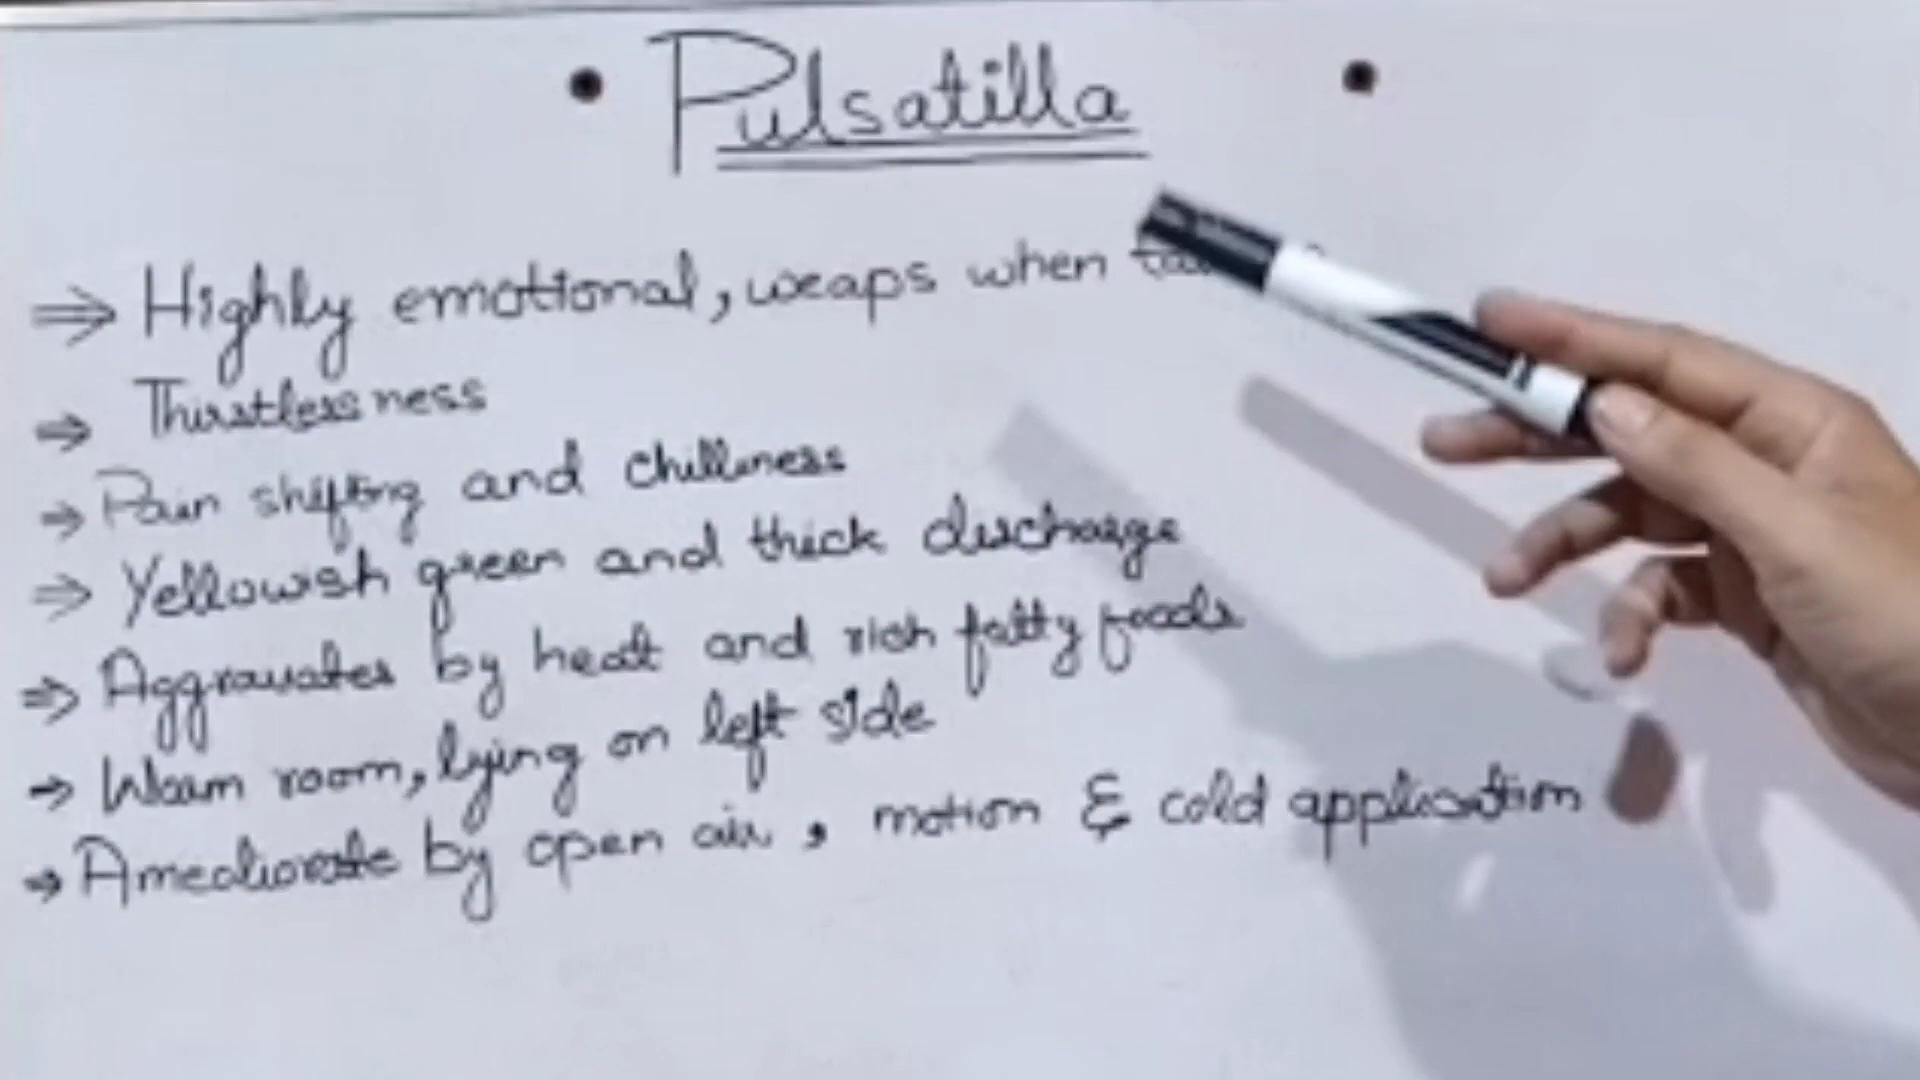 Pulsatilla
⇒ Highly emotional, weaps when
⇒ Thirstlessness
⇒ Pain shifting and chilliness
⇒ Yellowish green and thick discharge
⇒ Aggravates by heat and rich fatty foods
→ Warm room, lying on left side
⇒ Ameliorate by open air, motion & cold application